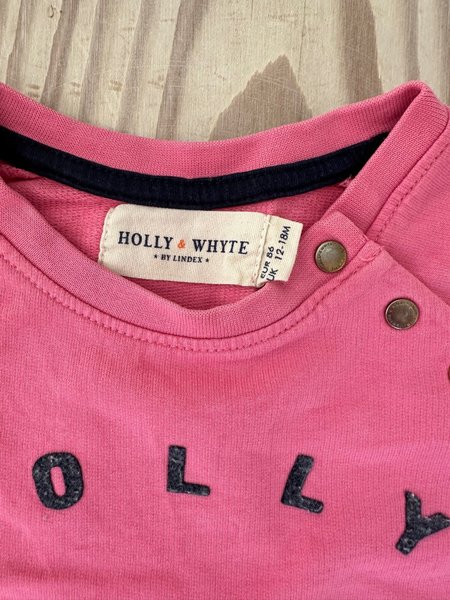 HOLLY & WHYTE
* BY LINDEX *
EUR 86
UK 12-18M
OLLY